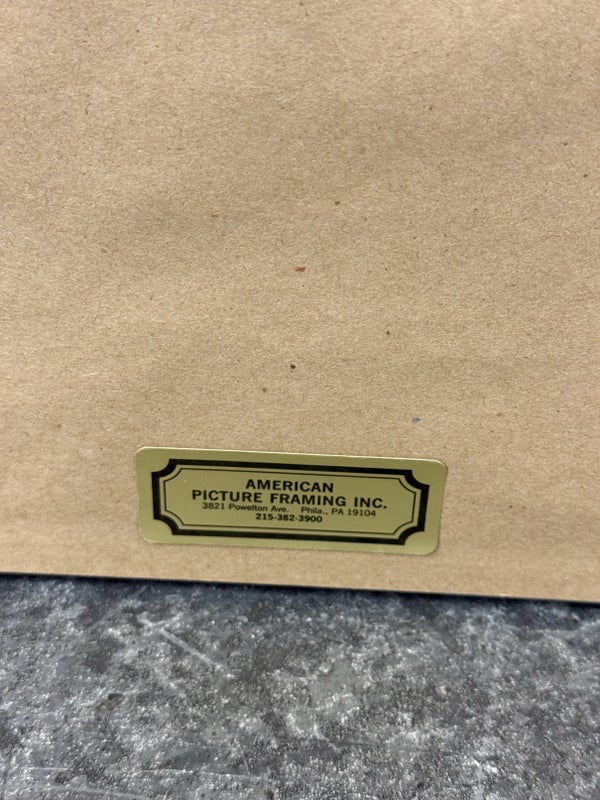 AMERICAN
PICTURE FRAMING INC.
3821 Powelton Ave. Phila., PA 19104
215-382-3900